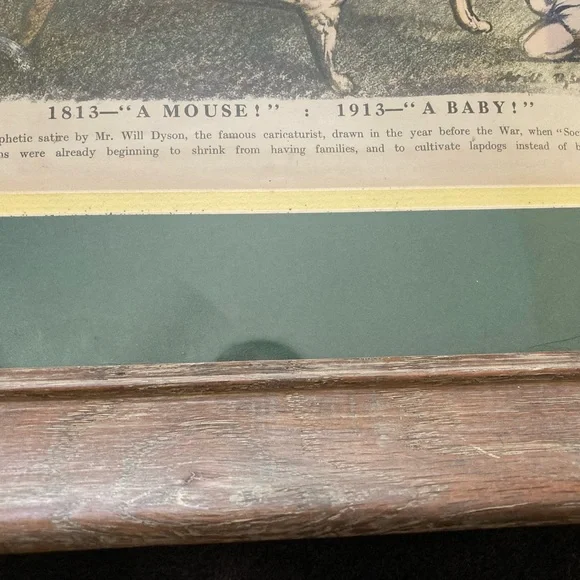 1813—"A MOUSE!" : 1913—"A BABY!"
phetic satire by Mr. Will Dyson, the famous caricaturist, drawn in the year before the War, when "Soc
ns were already beginning to shrink from having families, and to cultivate lapdogs instead of b